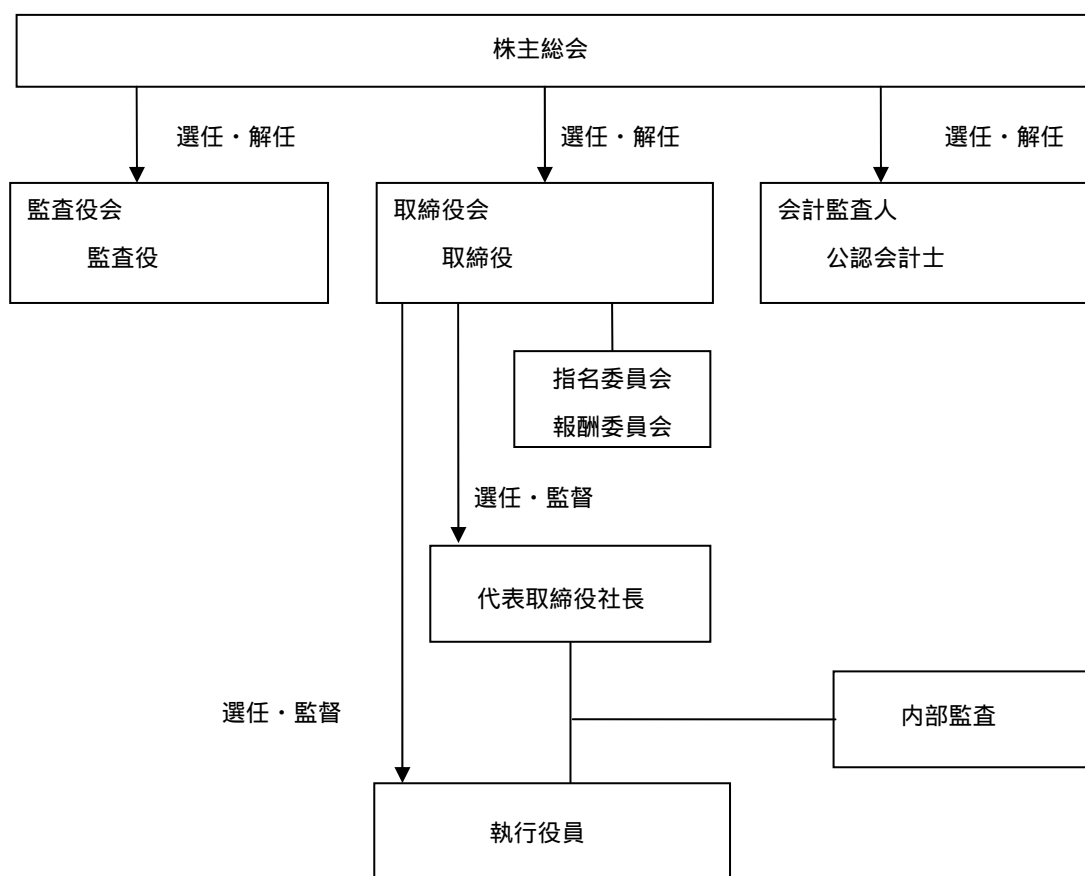 株主総会
選任・解任
選任・解任
選任・解任
監査役会
監査役
取締役会
取締役
会計監査人
公認会計士
指名委員会
報酬委員会
選任・監督
代表取締役社長
選任・監督
内部監査
執行役員